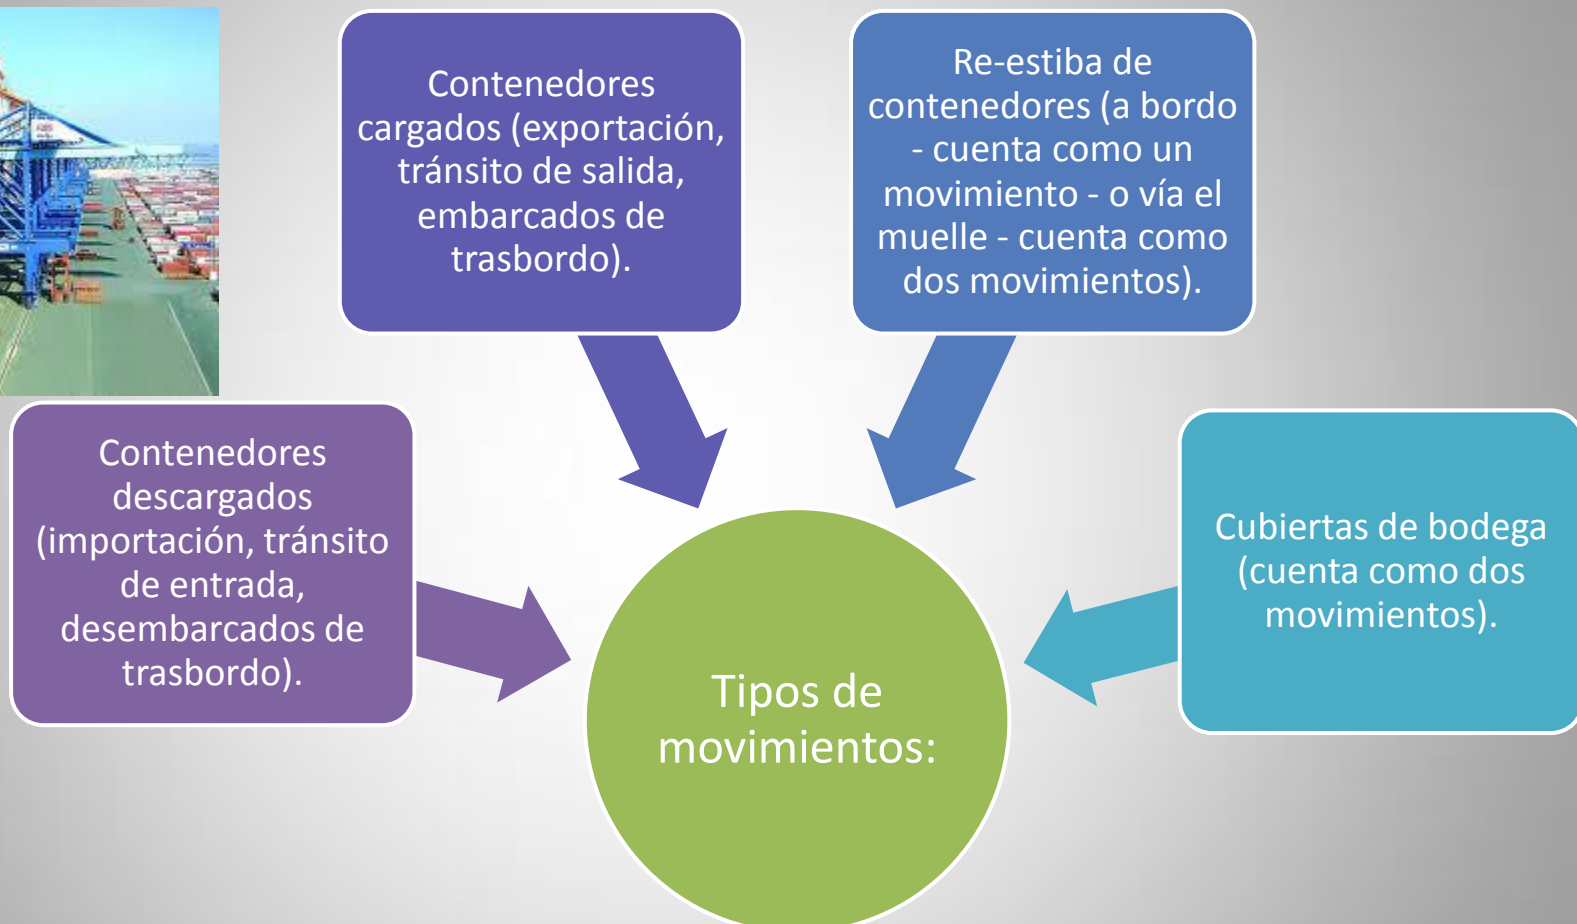 Contenedores
cargados (exportación,
tránsito de salida,
embarcados de
trasbordo).
Re-estiba de
contenedores (a bordo
- cuenta como un
movimiento - o vía el
muelle - cuenta como
dos movimientos).
Contenedores
descargados
(importación, tránsito
de entrada,
desembarcados de
trasbordo).
Cubiertas de bodega
(cuenta como dos
movimientos).
Tipos de
movimientos: